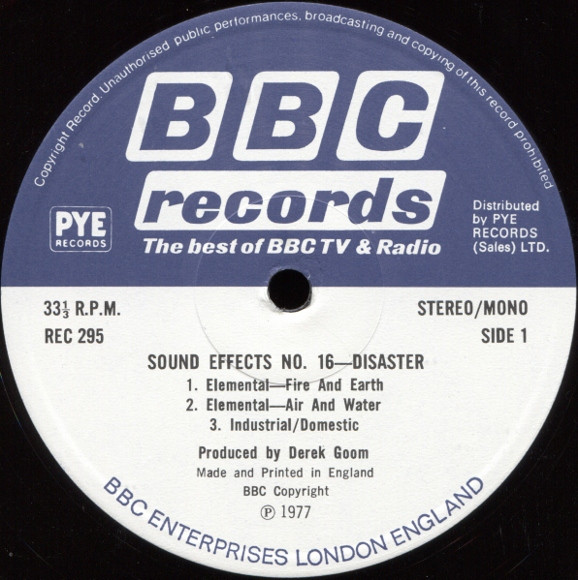 Copyright Record. Unauthorised public performances, broadcasting and copying of this record prohibited
BBC
records
The best of BBC TV & Radio
PYE
RECORDS
Distributed
by PYE
RECORDS
(Sales) LTD.
33⅓ R.P.M.
REC 295
STEREO/MONO
SIDE 1
SOUND EFFECTS NO. 16—DISASTER
1. Elemental—Fire And Earth
2. Elemental—Air And Water
3. Industrial/Domestic
Produced by Derek Goom
Made and Printed in England
BBC Copyright
Ⓟ 1977
BBC ENTERPRISES LONDON ENGLAND